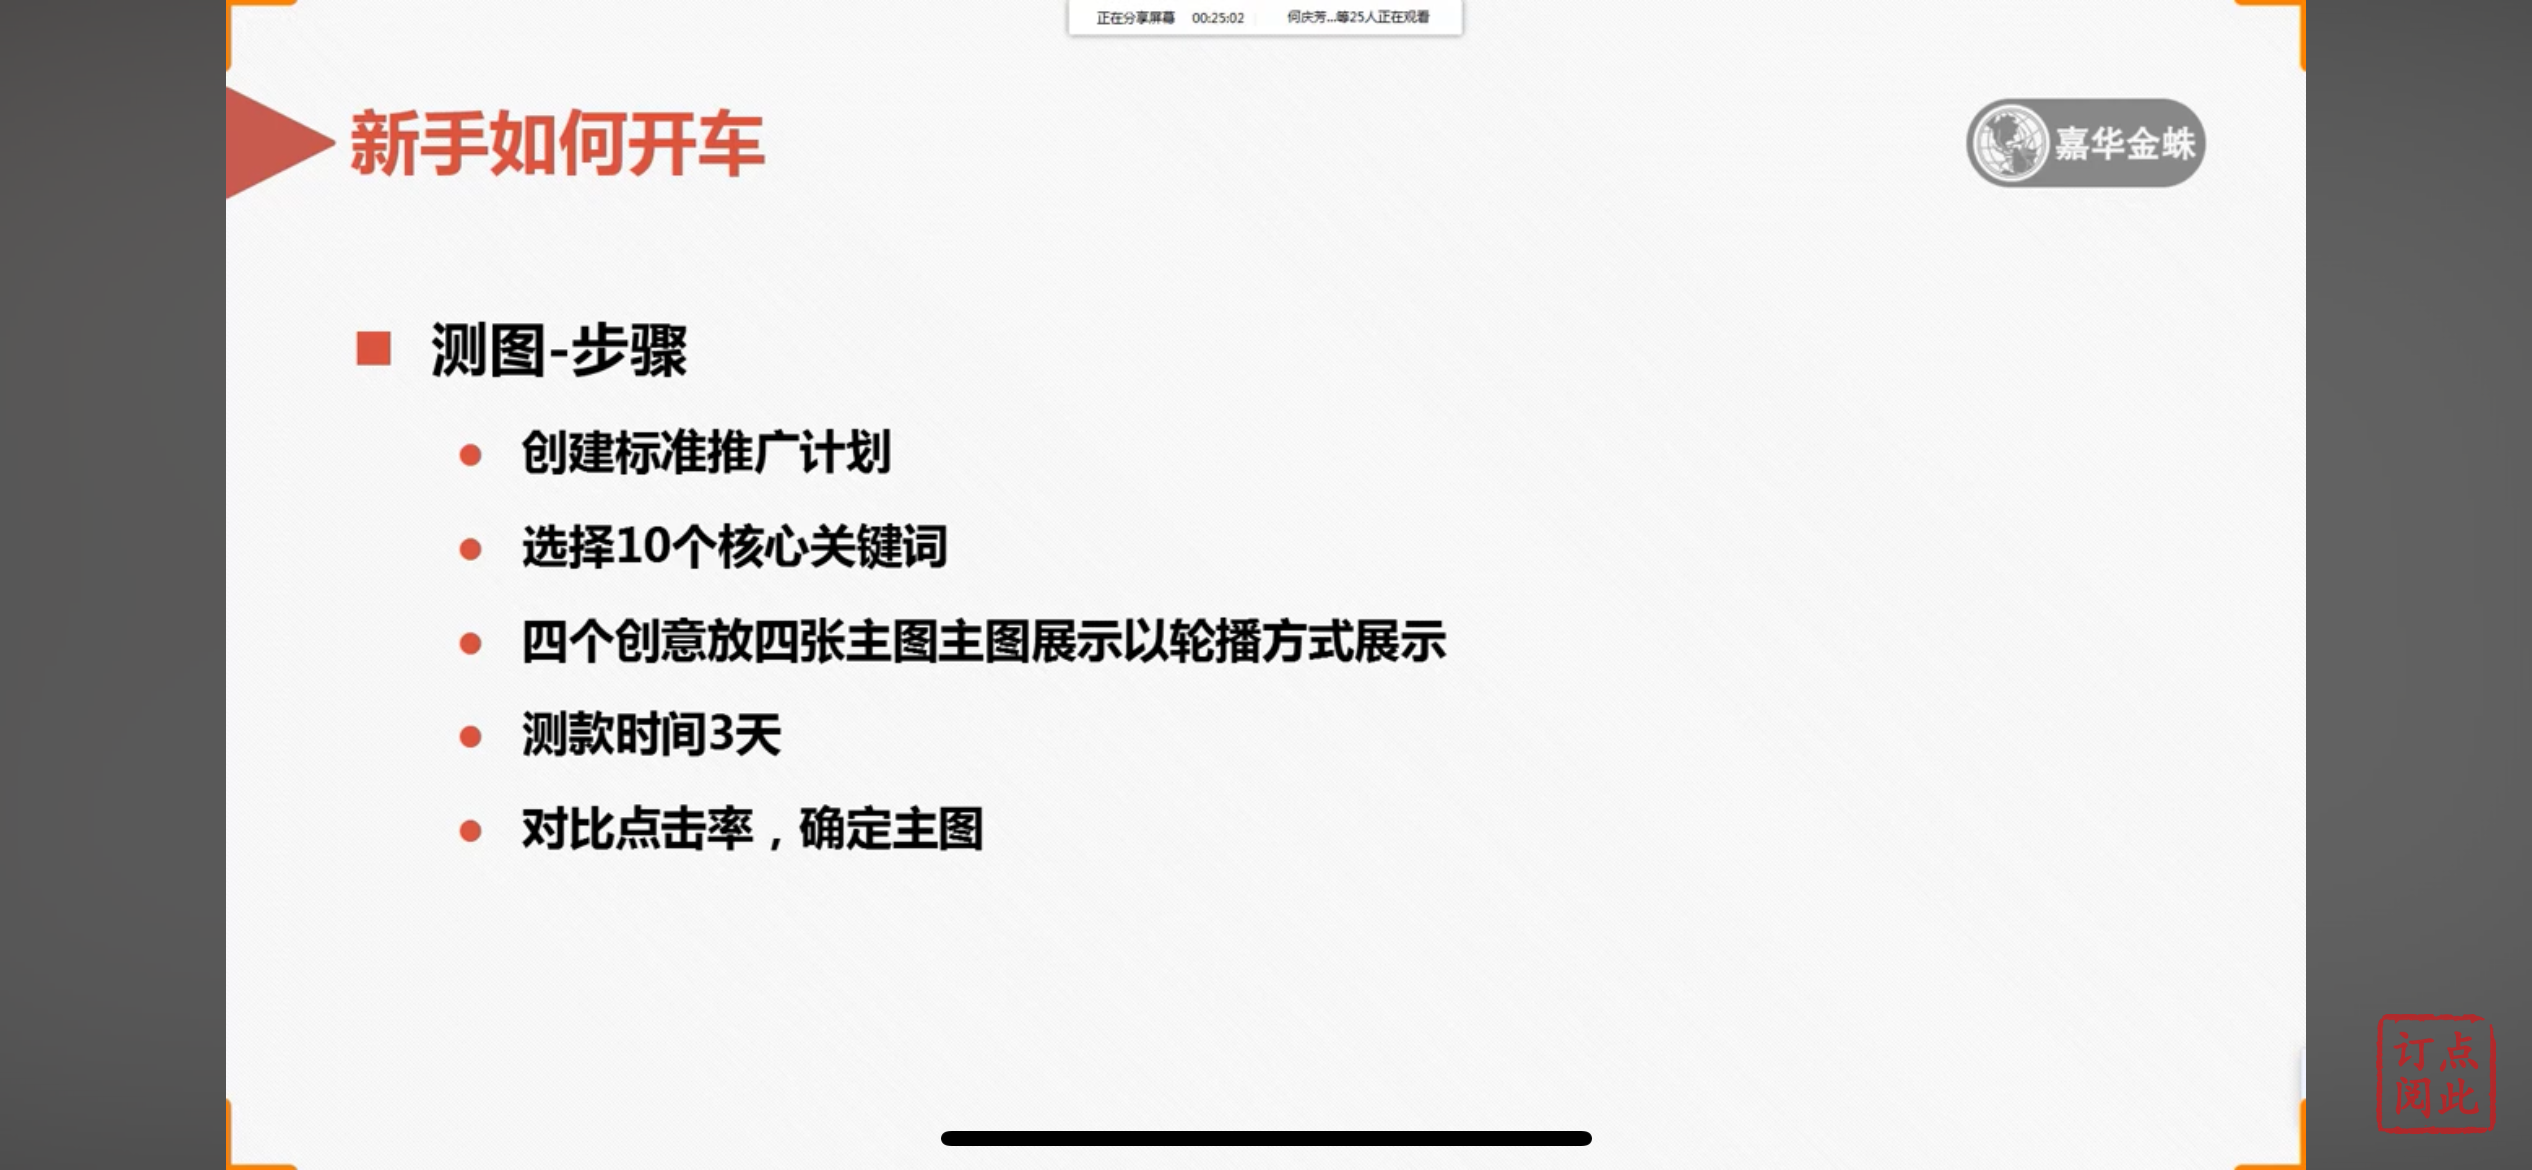 正在分享屏幕 00:25:02 何庆芳...等25人正在观看
新手如何开车
嘉华金蛛
测图-步骤
创建标准推广计划
选择10个核心关键词
四个创意放四张主图主图展示以轮播方式展示
测款时间3天
对比点击率，确定主图
点此
订阅